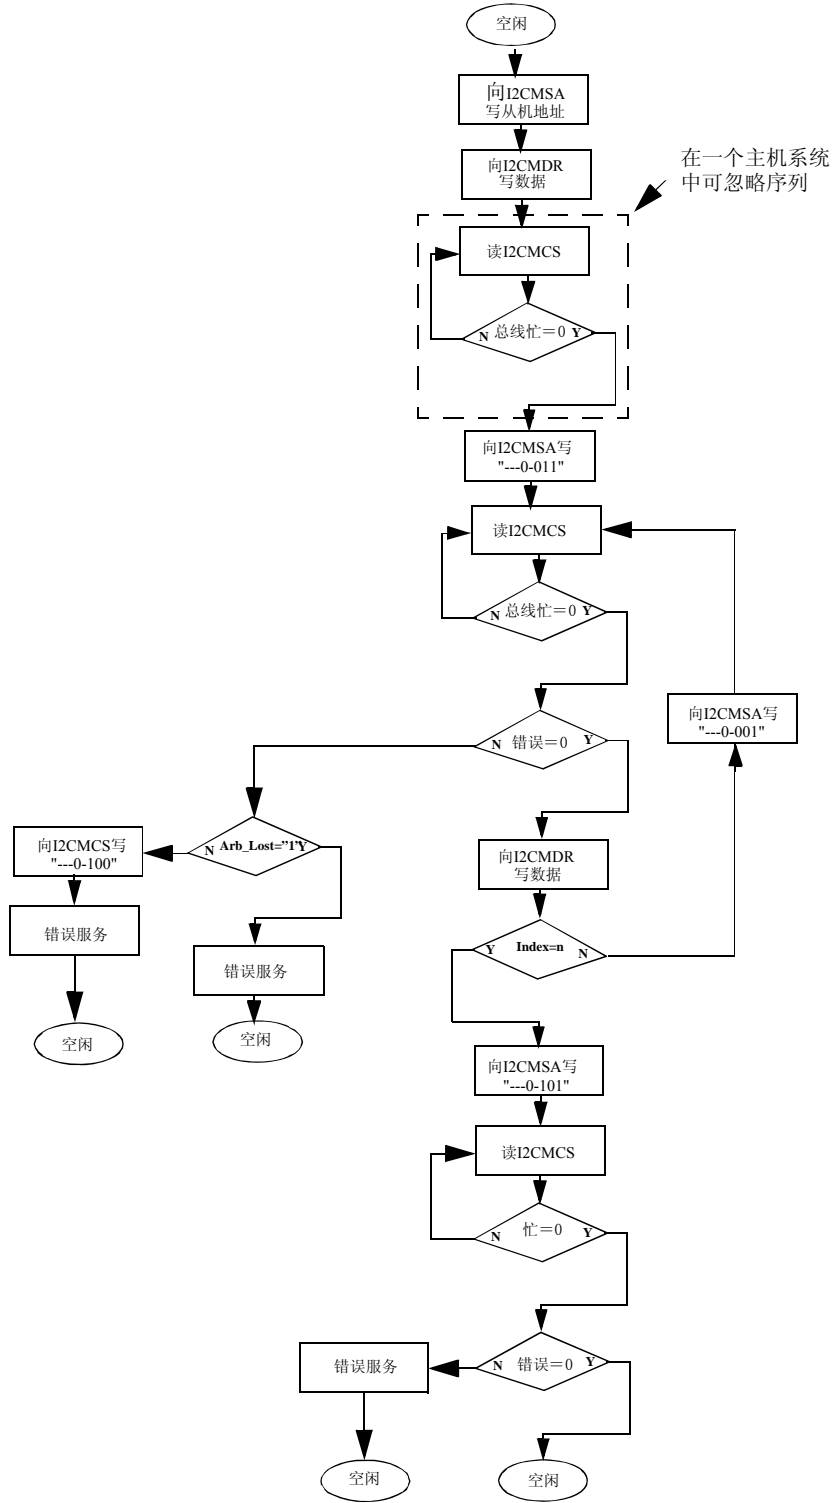 空闲
向I2CMSA
写从机地址
向I2CMDR
写数据
在一个主机系统
中可忽略序列
读I2CMCS
N 总线忙＝0 Y
向I2CMSA写
"---0-011"
读I2CMCS
N 总线忙＝0 Y
向I2CMSA写
"---0-001"
N 错误＝0 Y
向I2CMCS写
"---0-100"
N Arb_Lost=”1”Y
向I2CMDR
写数据
错误服务
Y Index=n N
错误服务
空闲
空闲
向I2CMSA写
"---0-101"
读I2CMCS
N 忙＝0 Y
错误服务
N 错误＝0 Y
空闲
空闲